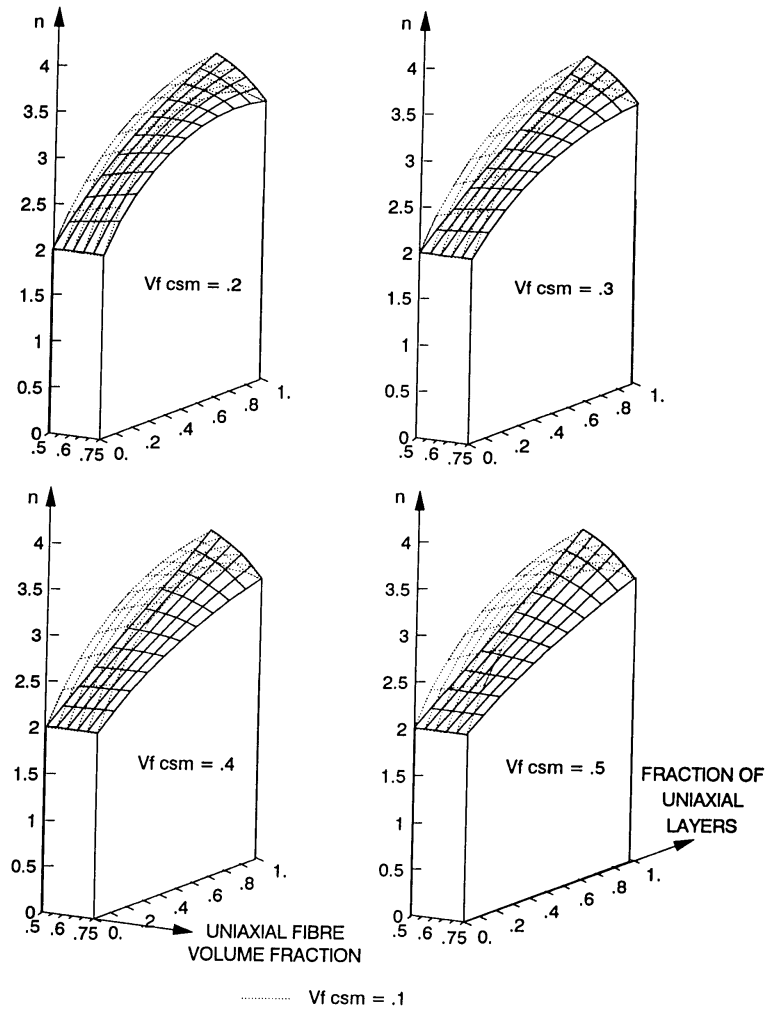 n
4
3.5
3
2.5
2
1.5
1
0.5
0
.5 .6 .75 0. .2 .4 .6 .8 1.
Vf csm = .2
n
4
3.5
3
2.5
2
1.5
1
0.5
0
.5 .6 .75 0. .2 .4 .6 .8 1.
Vf csm = .3
n
4
3.5
3
2.5
2
1.5
1
0.5
0
.5 .6 .75 0. 2 .4 .6 .8 1.
Vf csm = .4
UNIAXIAL FIBRE
VOLUME FRACTION
n
4
3.5
3
2.5
2
1.5
1
0.5
0
.5 .6 .75 0. .2 .4 .6 .8 1.
Vf csm = .5
FRACTION OF
UNIAXIAL
LAYERS
Vf csm = .1